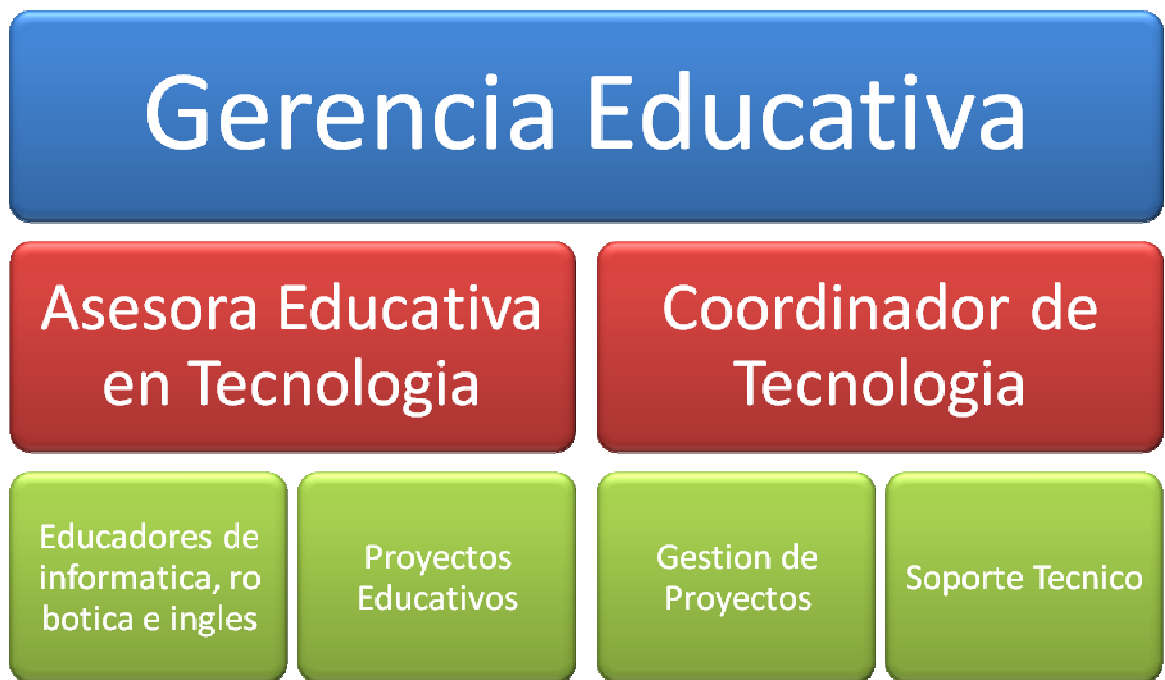 Gerencia Educativa
Asesora Educativa
en Tecnologia
Coordinador de
Tecnologia
Educadores de
informatica, ro
botica e ingles
Proyectos
Educativos
Gestion de
Proyectos
Soporte Tecnico